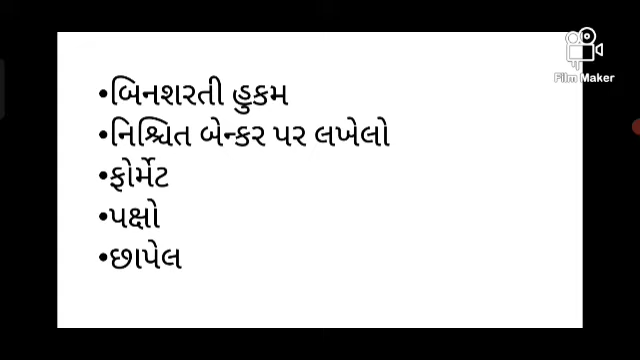 •બિનશરતી હુકમ
•નિશ્ચિત બેન્કર પર લખેલો
•ફોર્મેટ
•પક્ષો
•છાપેલ
Film Maker